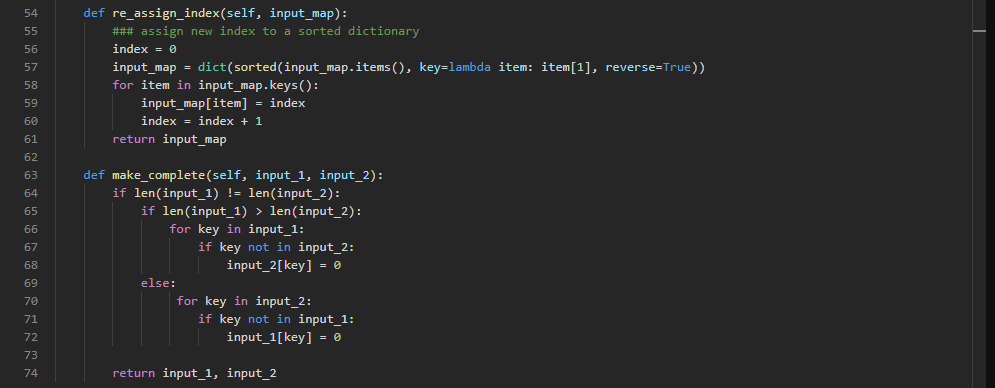 54 def re_assign_index(self, input_map):
55 ### assign new index to a sorted dictionary
56 index = 0
57 input_map = dict(sorted(input_map.items(), key=lambda item: item[1], reverse=True))
58 for item in input_map.keys():
59 input_map[item] = index
60 index = index + 1
61 return input_map
62
63 def make_complete(self, input_1, input_2):
64 if len(input_1) != len(input_2):
65 if len(input_1) > len(input_2):
66 for key in input_1:
67 if key not in input_2:
68 input_2[key] = 0
69 else:
70 for key in input_2:
71 if key not in input_1:
72 input_1[key] = 0
73
74 return input_1, input_2